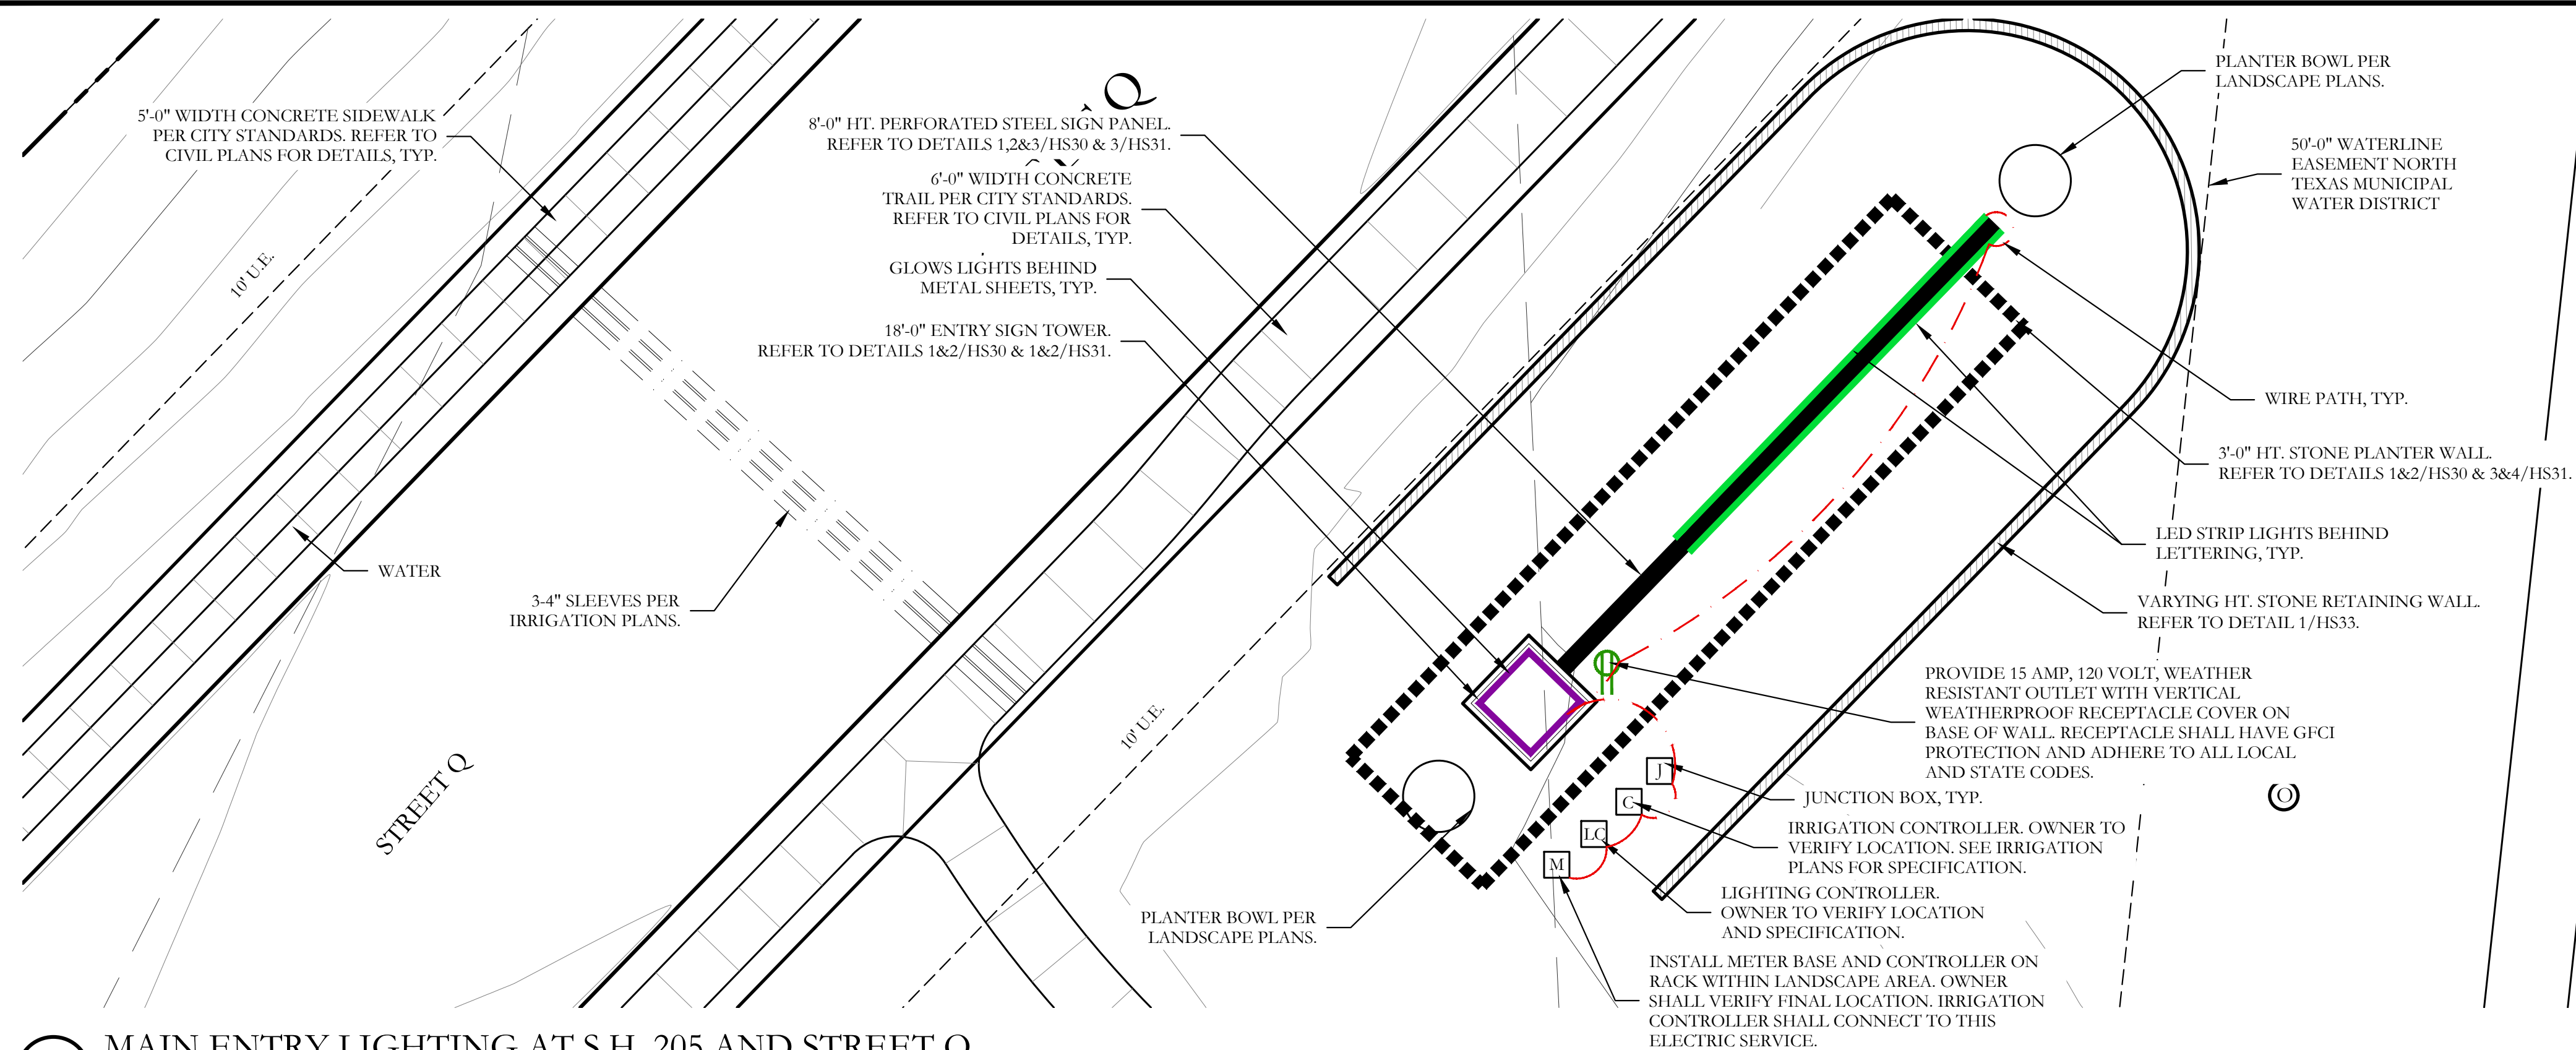 5'-0" WIDTH CONCRETE SIDEWALK
PER CITY STANDARDS. REFER TO
CIVIL PLANS FOR DETAILS, TYP.
10' U.E.
WATER
3-4" SLEEVES PER
IRRIGATION PLANS.
STREET Q
Q
8'-0" HT. PERFORATED STEEL SIGN PANEL.
REFER TO DETAILS 1,2&3/HS30 & 3/HS31.
6'-0" WIDTH CONCRETE
TRAIL PER CITY STANDARDS.
REFER TO CIVIL PLANS FOR
DETAILS, TYP.
GLOWS LIGHTS BEHIND
METAL SHEETS, TYP.
18'-0" ENTRY SIGN TOWER.
REFER TO DETAILS 1&2/HS30 & 1&2/HS31.
10' U.E.
PLANTER BOWL PER
LANDSCAPE PLANS.
PLANTER BOWL PER
LANDSCAPE PLANS.
50'-0" WATERLINE
EASEMENT NORTH
TEXAS MUNICIPAL
WATER DISTRICT
WIRE PATH, TYP.
3'-0" HT. STONE PLANTER WALL.
REFER TO DETAILS 1&2/HS30 & 3&4/HS31.
LED STRIP LIGHTS BEHIND
LETTERING, TYP.
VARYING HT. STONE RETAINING WALL.
REFER TO DETAIL 1/HS33.
PROVIDE 15 AMP, 120 VOLT, WEATHER
RESISTANT OUTLET WITH VERTICAL
WEATHERPROOF RECEPTACLE COVER ON
BASE OF WALL. RECEPTACLE SHALL HAVE GFCI
PROTECTION AND ADHERE TO ALL LOCAL
AND STATE CODES.
J
C
LC
M
JUNCTION BOX, TYP.
IRRIGATION CONTROLLER. OWNER TO
VERIFY LOCATION. SEE IRRIGATION
PLANS FOR SPECIFICATION.
LIGHTING CONTROLLER.
OWNER TO VERIFY LOCATION
AND SPECIFICATION.
INSTALL METER BASE AND CONTROLLER ON
RACK WITHIN LANDSCAPE AREA. OWNER
SHALL VERIFY FINAL LOCATION. IRRIGATION
CONTROLLER SHALL CONNECT TO THIS
ELECTRIC SERVICE.
MAIN ENTRY LIGHTING AT S.H. 205 AND STREET Q